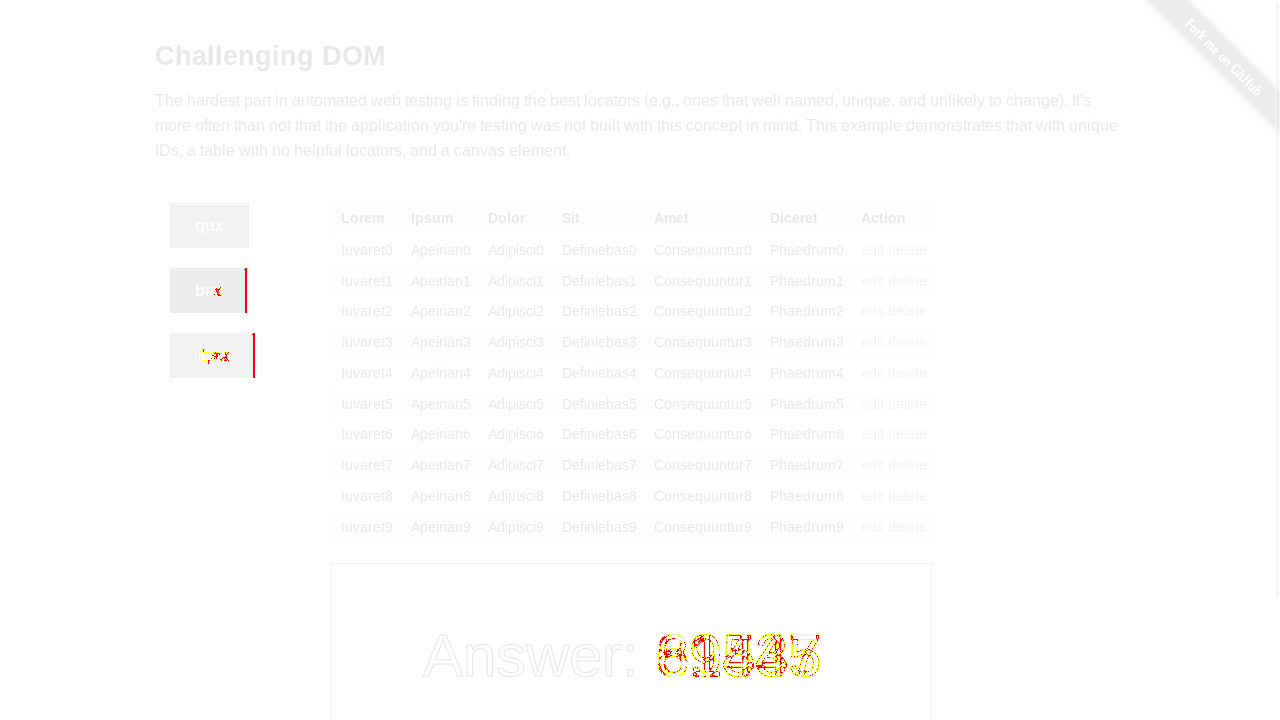 Fork me on GitHub
Challenging DOM
The hardest part in automated web testing is finding the best locators (e.g., ones that well named, unique, and unlikely to change). It's
more often than not that the application you're testing was not built with this concept in mind. This example demonstrates that with unique
IDs, a table with no helpful locators, and a canvas element.
qux
Lorem Ipsum Dolor Sit Amet Diceret Action
Iuvaret0 Apeirian0 Adipisci0 Definiebas0 Consequuntur0 Phaedrum0 edit delete
Iuvaret1 Apeirian1 Adipisci1 Definiebas1 Consequuntur1 Phaedrum1 edit delete
Iuvaret2 Apeirian2 Adipisci2 Definiebas2 Consequuntur2 Phaedrum2 edit delete
Iuvaret3 Apeirian3 Adipisci3 Definiebas3 Consequuntur3 Phaedrum3 edit delete
Iuvaret4 Apeirian4 Adipisci4 Definiebas4 Consequuntur4 Phaedrum4 edit delete
Iuvaret5 Apeirian5 Adipisci5 Definiebas5 Consequuntur5 Phaedrum5 edit delete
Iuvaret6 Apeirian6 Adipisci6 Definiebas6 Consequuntur6 Phaedrum6 edit delete
Iuvaret7 Apeirian7 Adipisci7 Definiebas7 Consequuntur7 Phaedrum7 edit delete
Iuvaret8 Apeirian8 Adipisci8 Definiebas8 Consequuntur8 Phaedrum8 edit delete
Iuvaret9 Apeirian9 Adipisci9 Definiebas9 Consequuntur9 Phaedrum9 edit delete
Answer: